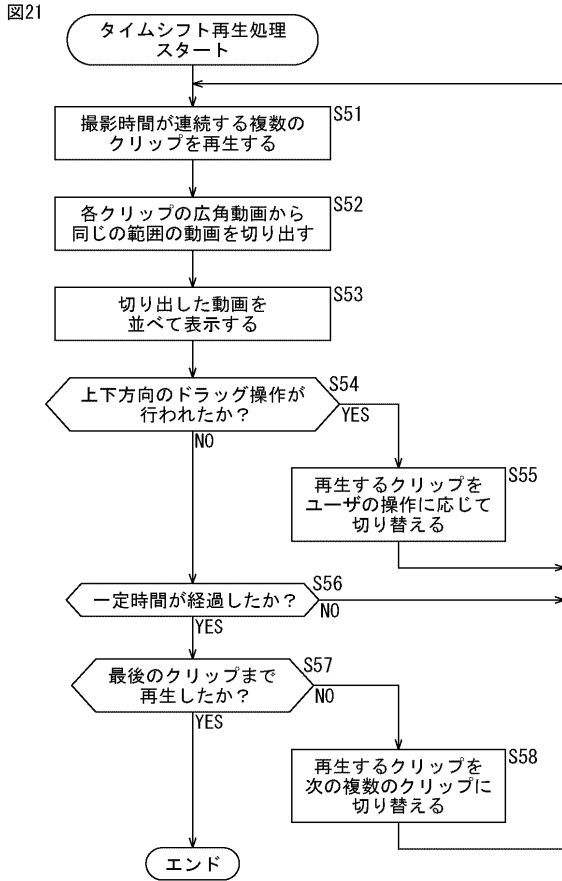 図21
タイムシフト再生処理
スタート
S51
撮影時間が連続する複数の
クリップを再生する
S52
各クリップの広角動画から
同じの範囲の動画を切り出す
S53
切り出した動画を
並べて表示する
S54
上下方向のドラッグ操作が
行われたか？
YES
NO
S55
再生するクリップを
ユーザの操作に応じて
切り替える
S56
一定時間が経過したか？
NO
YES
S57
最後のクリップまで
再生したか？
NO
YES
S58
再生するクリップを
次の複数のクリップに
切り替える
エンド